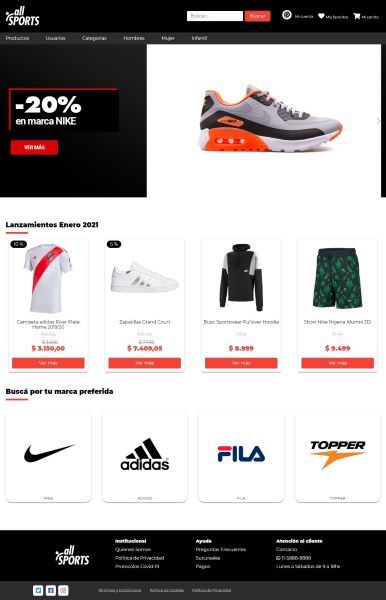 all
SPORTS
Buscar...
Buscar
Mi cuenta
Mis favoritos
Mi carrito
Productos
Usuarios
Categorias
Hombres
Mujer
Infantil
-20%
en marca NIKE
VER MÁS
Lanzamientos Enero 2021
10 %
Camiseta adidas River Plate
Home 2019/20
Adidas
$ 3.150,00
Ver más
5 %
Zapatillas Grand Court
Adidas
$ 7.409,05
Ver más
Buzo Sportswear Pullover Hoodie
Nike
$ 8.999
Ver más
Short Nike Nigeria Alumni JDI
Nike
$ 9.499
Ver más
Buscá por tu marca preferida
NIKE
adidas
ADIDAS
FILA
FILA
TOPPER
TOPPER
all
SPORTS
Institucional
Quienes Somos
Política de Privacidad
Protocolos Covid-19
Ayuda
Preguntas Frecuentes
Sucursales
Pagos
Atención al cliente
Contacto
11-5888-8888
Lunes a Sábados de 9 a 18hs
Términos y Condiciones
Política de Cookies
Política de Privacidad